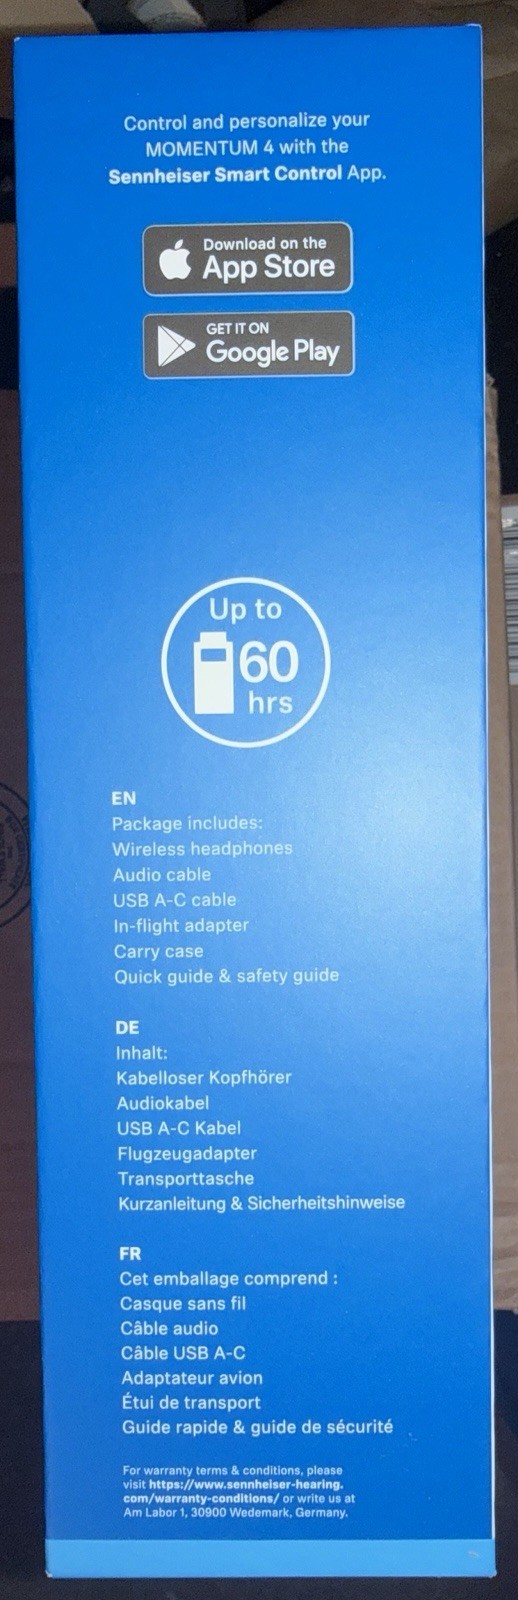 Control and personalize your
MOMENTUM 4 with the
Sennheiser Smart Control App.
Download on the
App Store
GET IT ON
Google Play
Up to
60
hrs
EN
Package includes:
Wireless headphones
Audio cable
USB A-C cable
In-flight adapter
Carry case
Quick guide & safety guide
DE
Inhalt:
Kabelloser Kopfhörer
Audiokabel
USB A-C Kabel
Flugzeugadapter
Transporttasche
Kurzanleitung & Sicherheitshinweise
FR
Cet emballage comprend :
Casque sans fil
Câble audio
Câble USB A-C
Adaptateur avion
Étui de transport
Guide rapide & guide de sécurité
For warranty terms & conditions, please
visit https://www.sennheiser-hearing.
com/warranty-conditions/ or write us at
Am Labor 1, 30900 Wedemark, Germany.